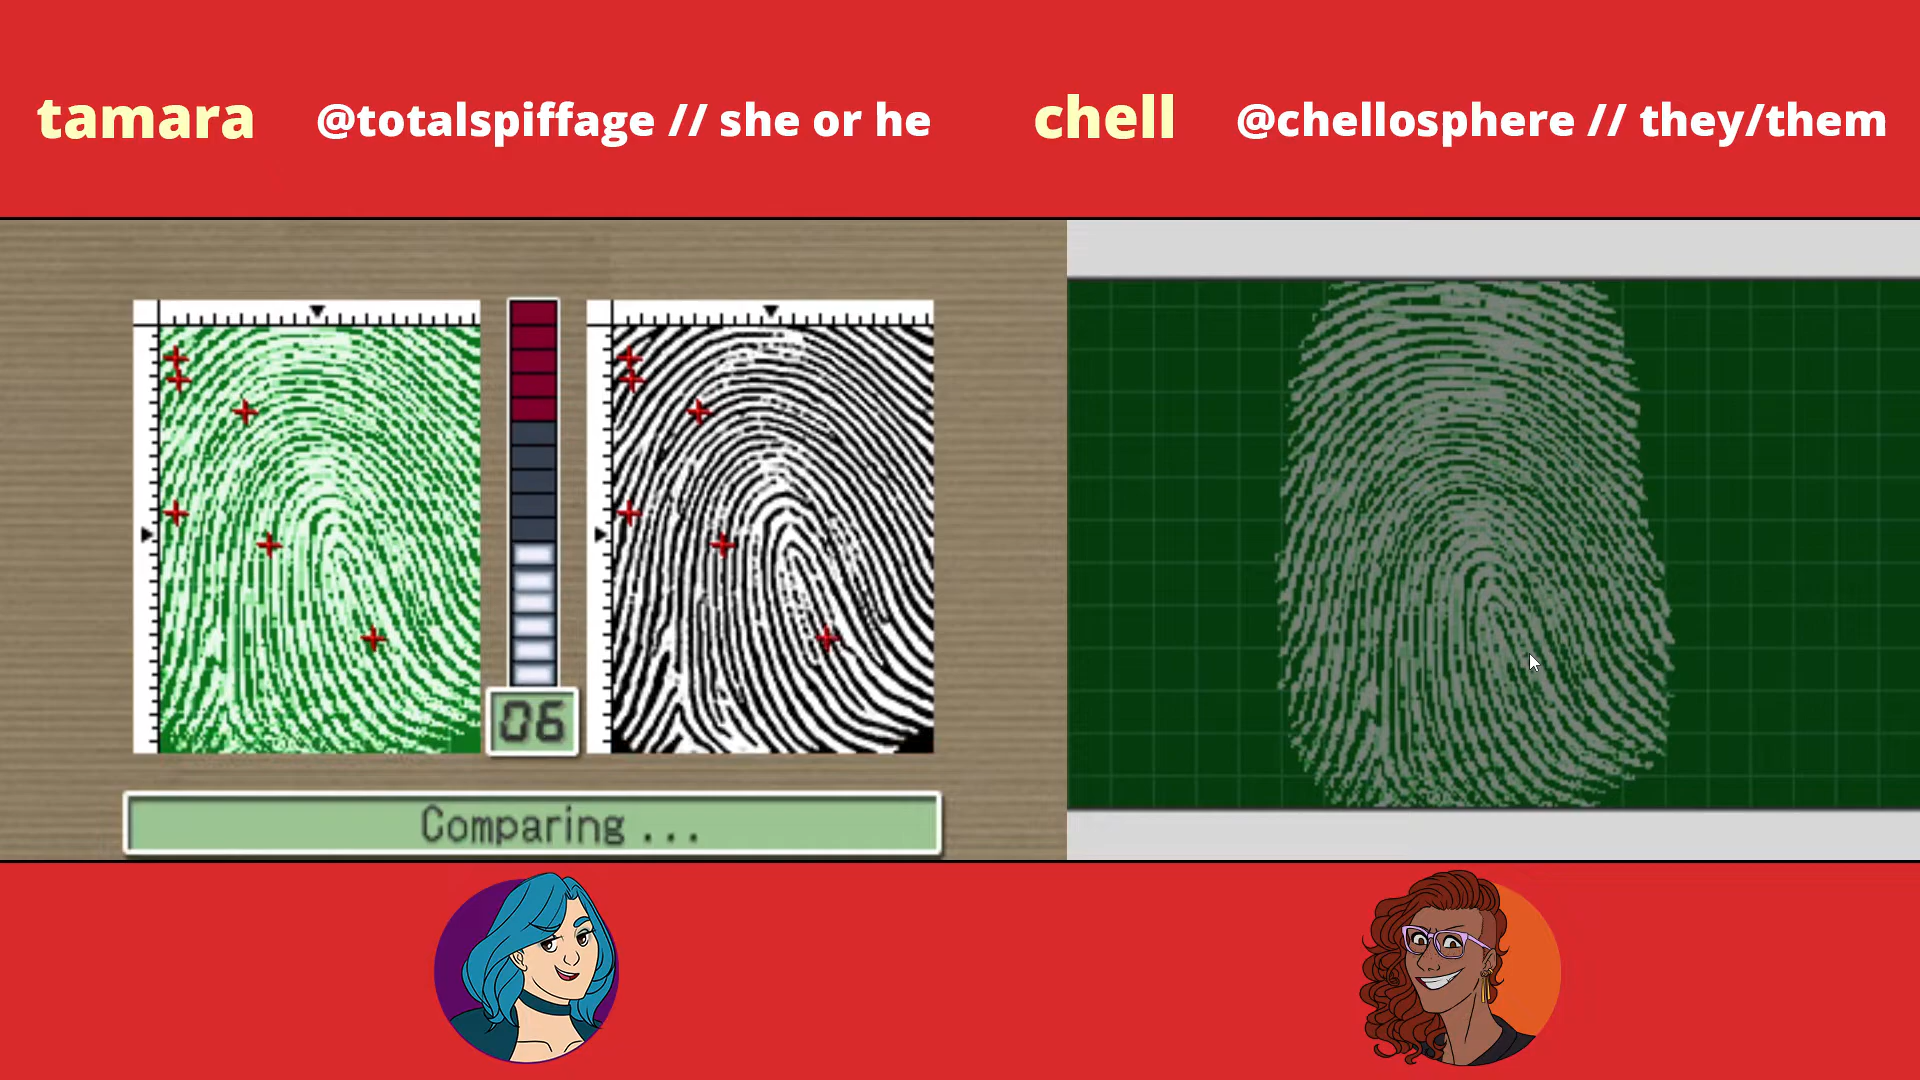 tamara @totalspiffage // she or he chell @chellosphere // they/them
06
Comparing ...